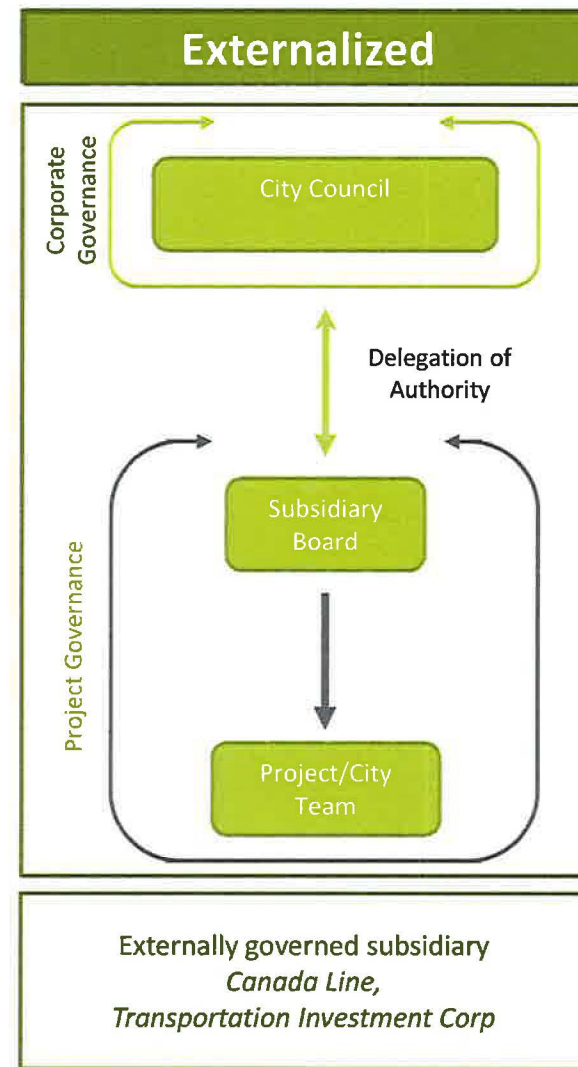 Externalized
Corporate
Governance
City Council
Delegation of
Authority
Project Governance
Subsidiary
Board
Project/City
Team
Externally governed subsidiary
Canada Line,
Transportation Investment Corp